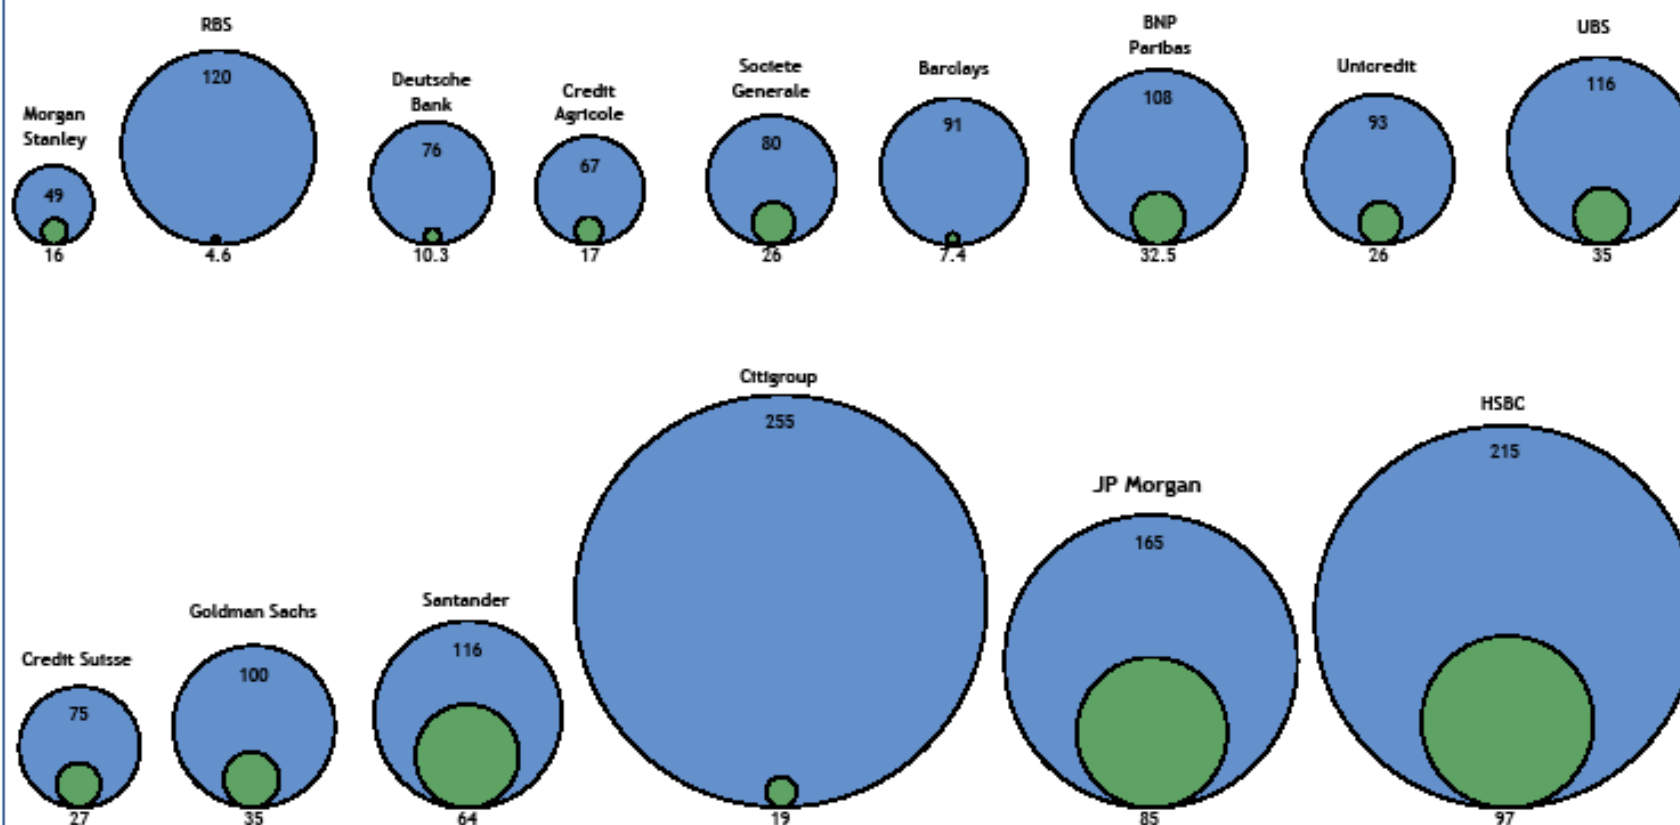 RBS
120
4.6
Morgan
Stanley
49
16
Deutsche
Bank
76
10.3
Credit
Agricole
67
17
Societe
Generale
80
26
Barclays
91
7.4
BNP
Paribas
108
32.5
Unicredit
93
26
UBS
116
35
Credit Suisse
75
27
Goldman Sachs
100
35
Santander
116
64
Citigroup
255
19
JP Morgan
165
85
HSBC
215
97